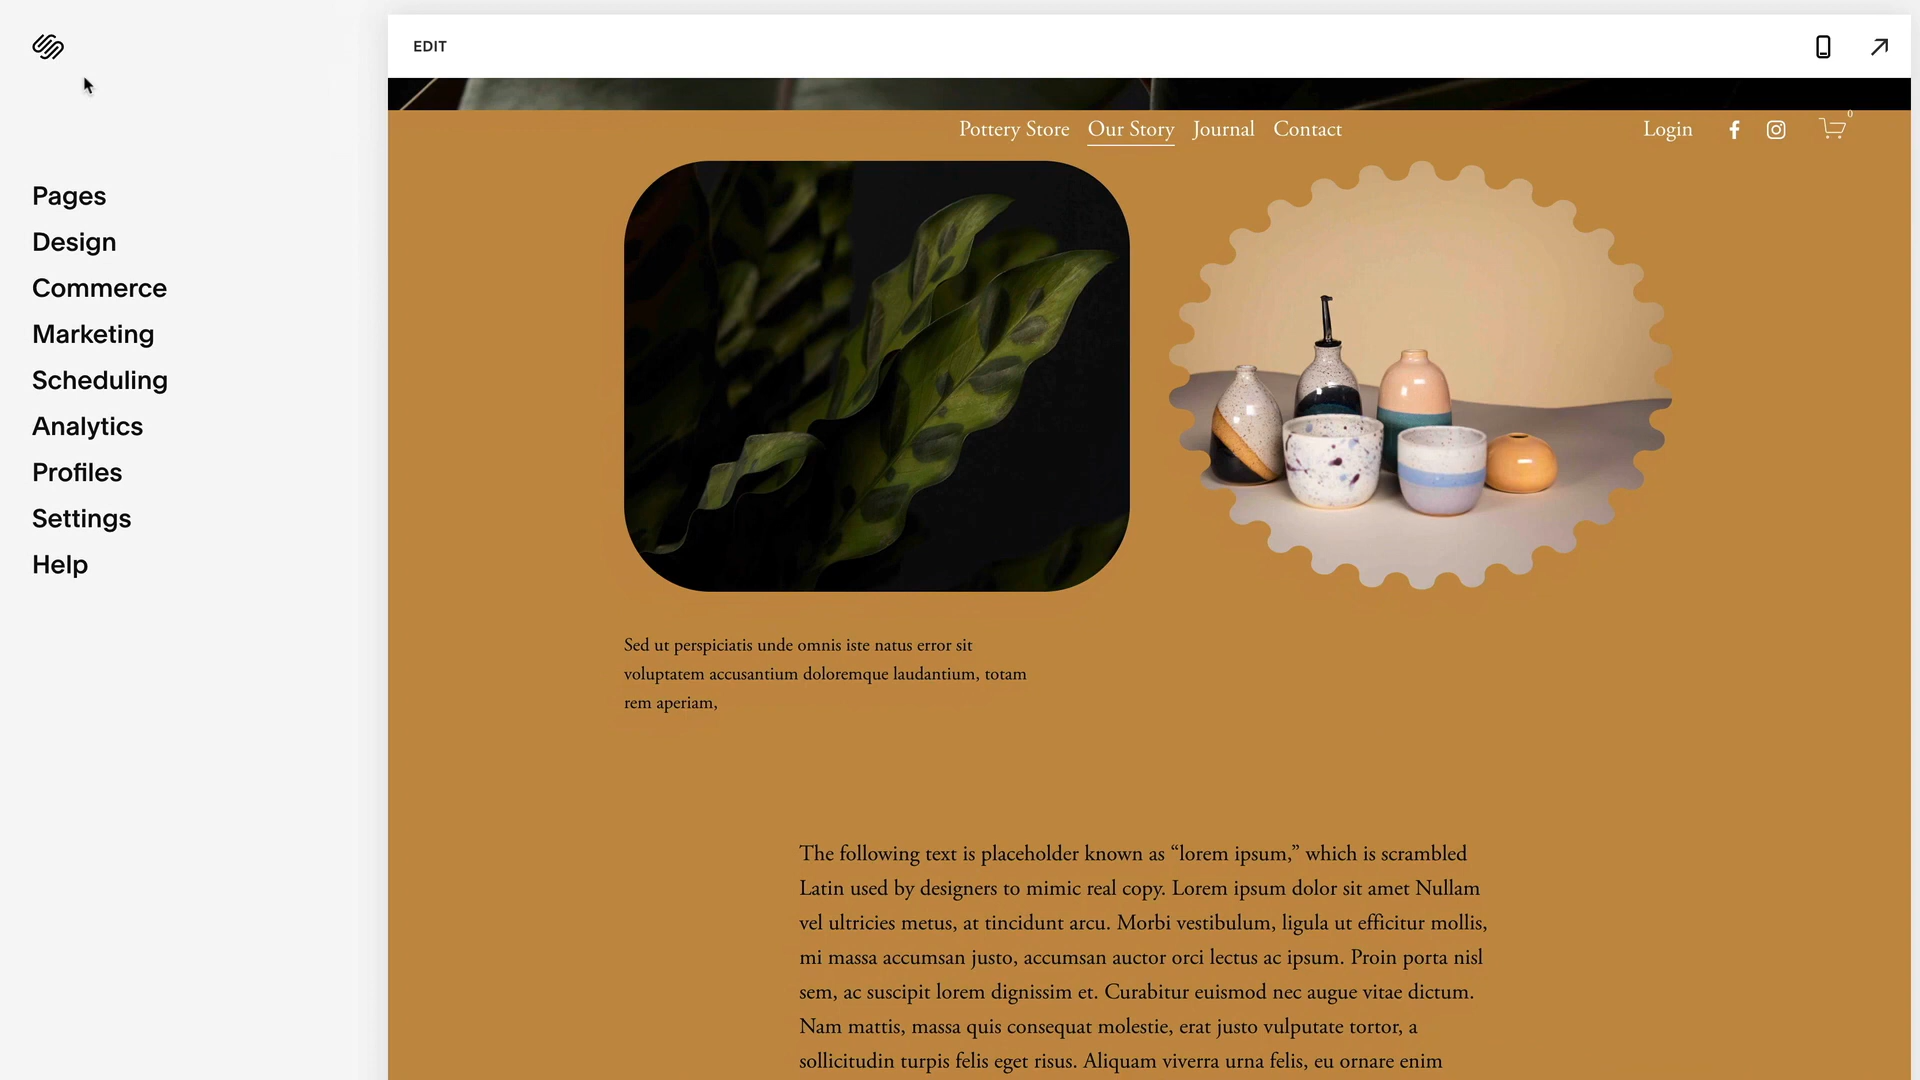 EDIT
Pages
Design
Commerce
Marketing
Scheduling
Analytics
Profiles
Settings
Help
Pottery Store Our Story Journal Contact Login 0
Sed ut perspiciatis unde omnis iste natus error sit
voluptatem accusantium doloremque laudantium, totam
rem aperiam,
The following text is placeholder known as “lorem ipsum,” which is scrambled
Latin used by designers to mimic real copy. Lorem ipsum dolor sit amet Nullam
vel ultricies metus, at tincidunt arcu. Morbi vestibulum, ligula ut efficitur mollis,
mi massa accumsan justo, accumsan auctor orci lectus ac ipsum. Proin porta nisl
sem, ac suscipit lorem dignissim et. Curabitur euismod nec augue vitae dictum.
Nam mattis, massa quis consequat molestie, erat justo vulputate tortor, a
sollicitudin turpis felis eget risus. Aliquam viverra urna felis, eu ornare enim